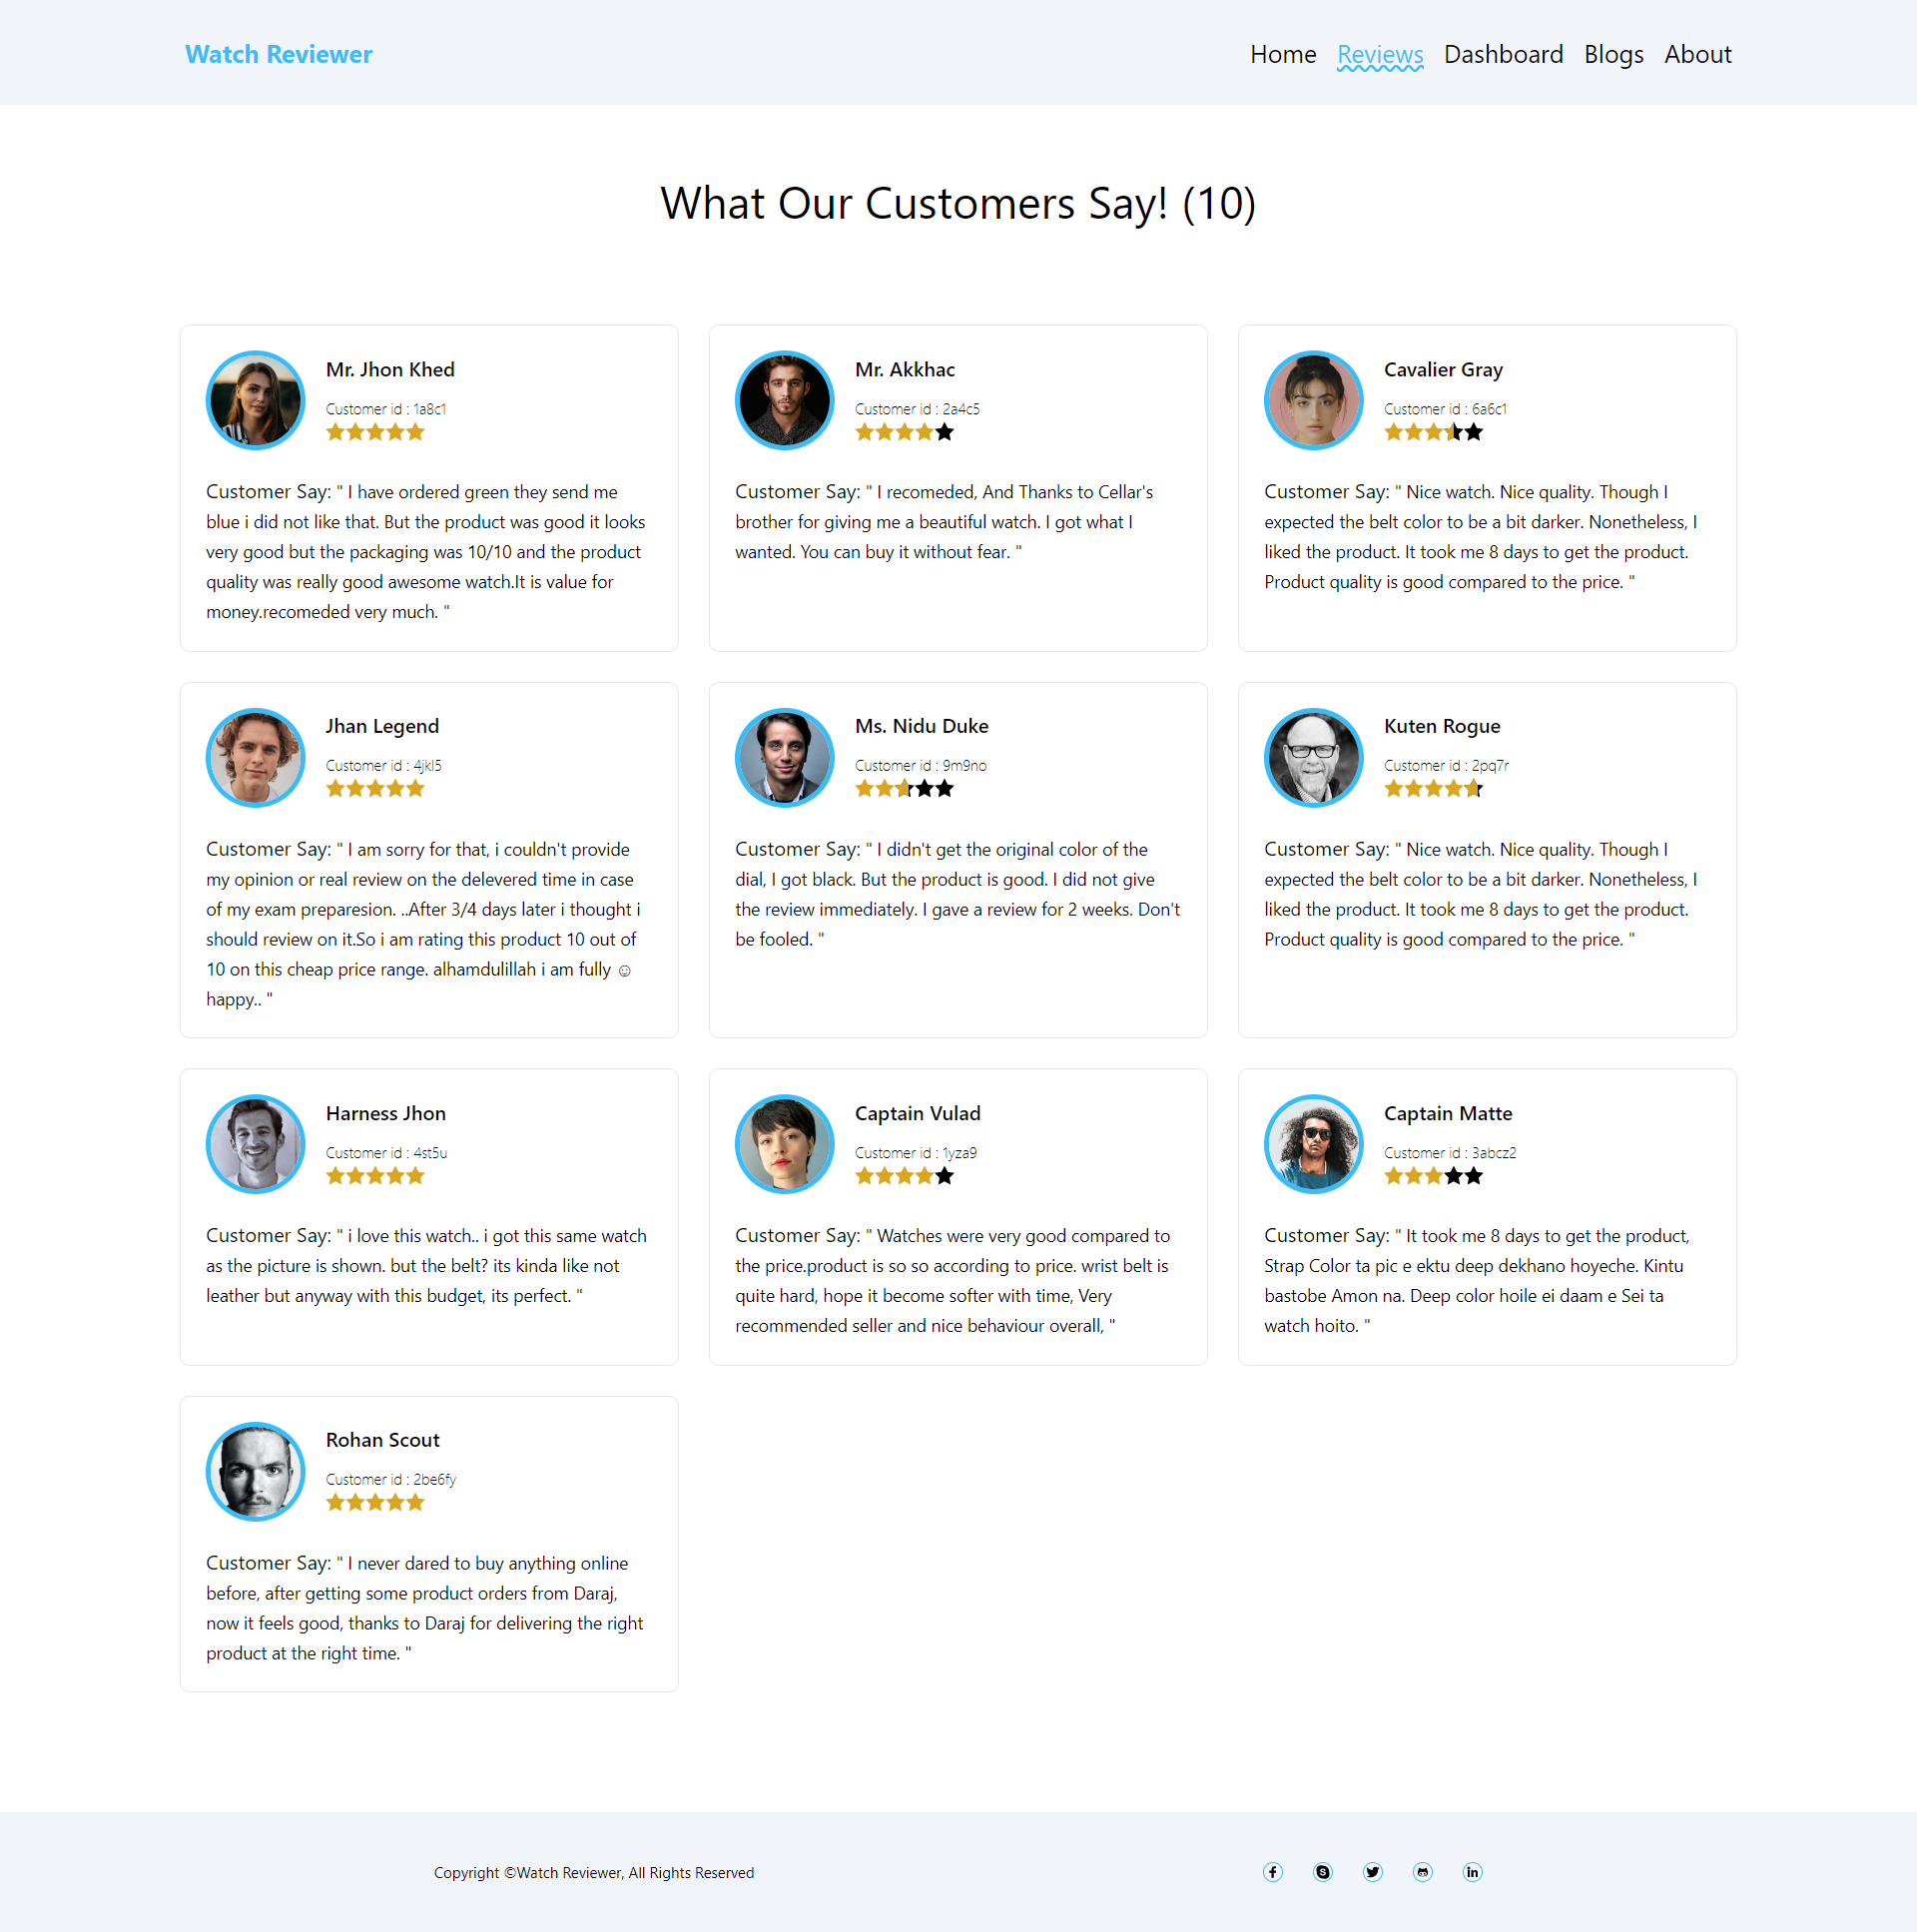 Watch Reviewer
Home Reviews Dashboard Blogs About
What Our Customers Say! (10)
Mr. Jhon Khed
Customer id : 1a8c1
Customer Say: " I have ordered green they send me
blue i did not like that. But the product was good it looks
very good but the packaging was 10/10 and the product
quality was really good awesome watch.It is value for
money.recomeded very much. "
Mr. Akkhac
Customer id : 2a4c5
Customer Say: " I recomeded, And Thanks to Cellar's
brother for giving me a beautiful watch. I got what I
wanted. You can buy it without fear. "
Cavalier Gray
Customer id : 6a6c1
Customer Say: " Nice watch. Nice quality. Though I
expected the belt color to be a bit darker. Nonetheless, I
liked the product. It took me 8 days to get the product.
Product quality is good compared to the price. "
Jhan Legend
Customer id : 4jkl5
Customer Say: " I am sorry for that, i couldn't provide
my opinion or real review on the delevered time in case
of my exam preparesion. ..After 3/4 days later i thought i
should review on it.So i am rating this product 10 out of
10 on this cheap price range. alhamdulillah i am fully ☺
happy.. "
Ms. Nidu Duke
Customer id : 9m9no
Customer Say: " I didn't get the original color of the
dial, I got black. But the product is good. I did not give
the review immediately. I gave a review for 2 weeks. Don't
be fooled. "
Kuten Rogue
Customer id : 2pq7r
Customer Say: " Nice watch. Nice quality. Though I
expected the belt color to be a bit darker. Nonetheless, I
liked the product. It took me 8 days to get the product.
Product quality is good compared to the price. "
Harness Jhon
Customer id : 4st5u
Customer Say: " i love this watch.. i got this same watch
as the picture is shown. but the belt? its kinda like not
leather but anyway with this budget, its perfect. "
Captain Vulad
Customer id : 1yza9
Customer Say: " Watches were very good compared to
the price.product is so so according to price. wrist belt is
quite hard, hope it become softer with time, Very
recommended seller and nice behaviour overall, "
Captain Matte
Customer id : 3abcz2
Customer Say: " It took me 8 days to get the product,
Strap Color ta pic e ektu deep dekhano hoyeche. Kintu
bastobe Amon na. Deep color hoile ei daam e Sei ta
watch hoito. "
Rohan Scout
Customer id : 2be6fy
Customer Say: " I never dared to buy anything online
before, after getting some product orders from Daraj,
now it feels good, thanks to Daraj for delivering the right
product at the right time. "
Copyright ©Watch Reviewer, All Rights Reserved